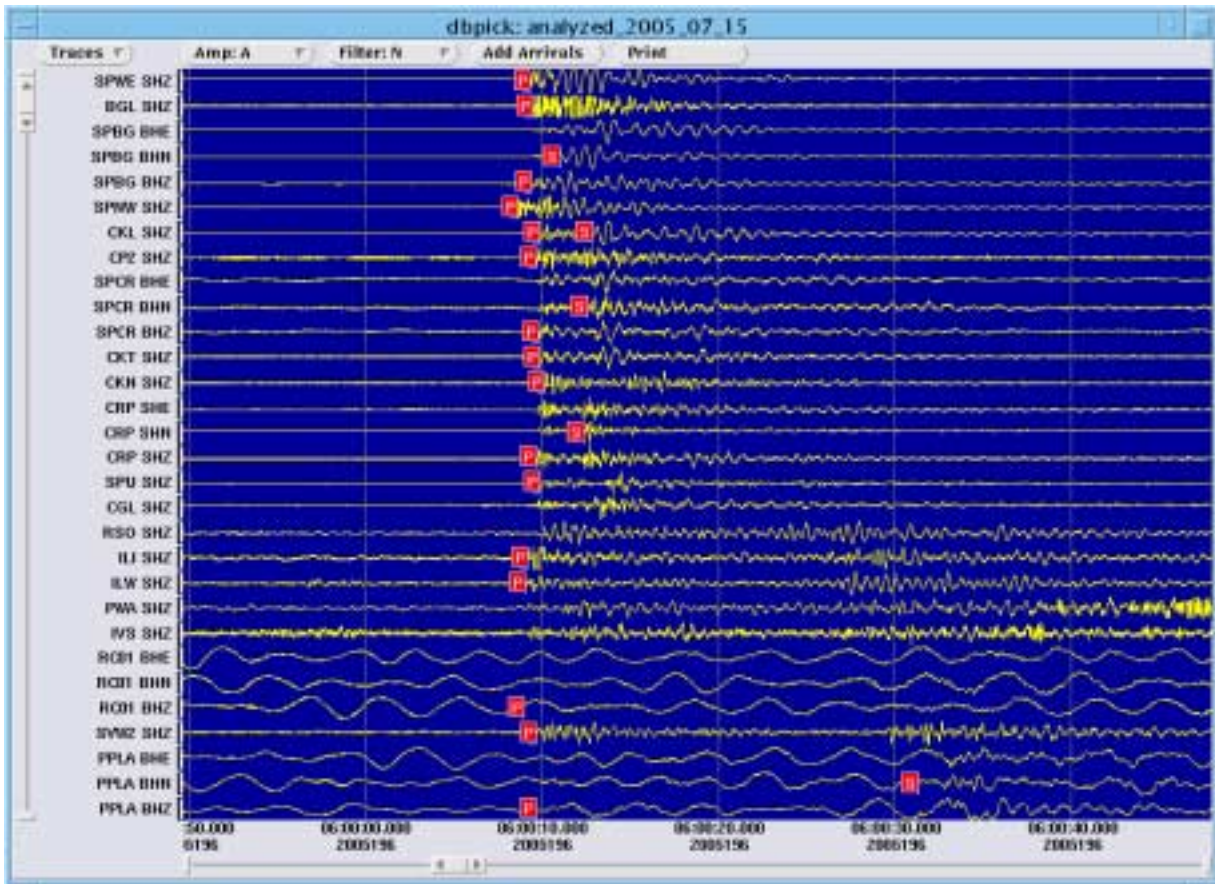 dbpick: analyzed_2005_07_15
Traces Amp: A Filter: N Add Arrivals Print
SPWE SHZ P
BGL SHZ P
SPBG BHE
SPBG BHN S
SPBG BHZ P
SPNW SHZ P
CKL SHZ P S
CPZ SHZ P
SPCR BHE
SPCR BHN S
SPCR BHZ P
CKT SHZ P
CKN SHZ P
CRP SHE
CRP SHN S
CRP SHZ P
SPU SHZ P
CGL SHZ
RSO SHZ
ILI SHZ P
ILW SHZ P
PWA SHZ
IVS SHZ
RC01 BHE
RC01 BHN
RC01 BHZ P
SVW2 SHZ P
PPLA BHE
PPLA BHN S
PPLA BHZ P
:50.000 06:00:00.000 06:00:10.000 06:00:20.000 06:00:30.000 06:00:40.000
6196 2005196 2005196 2005196 2005196 2005196